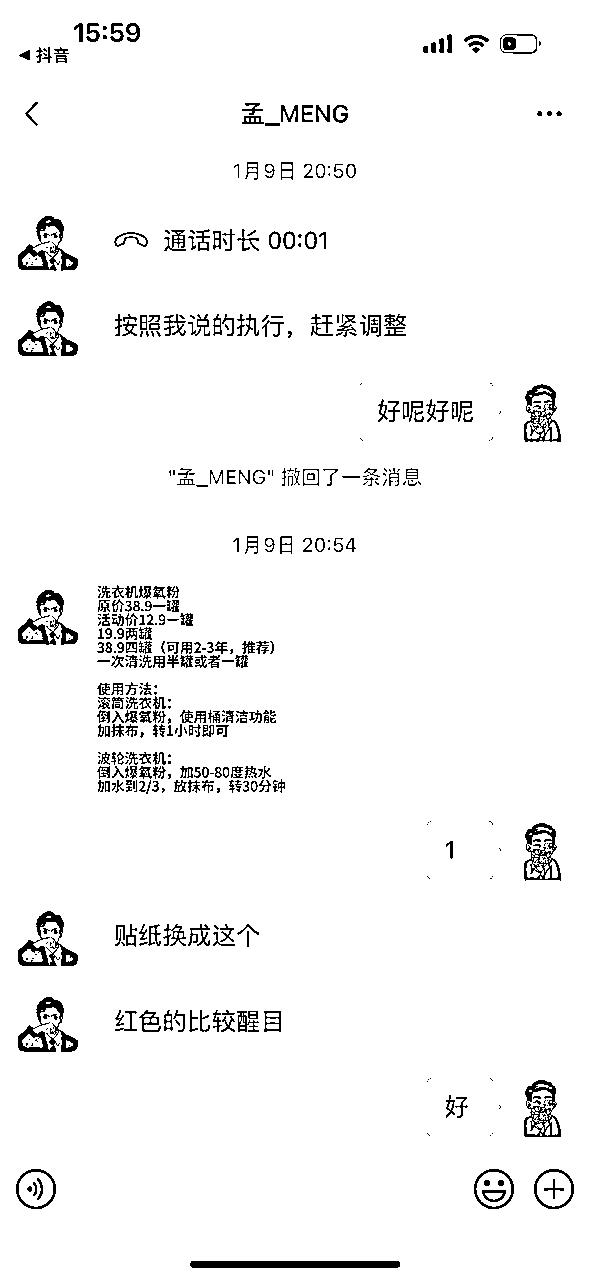 15:59
◀ 抖音
孟_MENG
1月9日 20:50
通话时长 00:01
按照我说的执行，赶紧调整
好呢好呢
"孟_MENG" 撤回了一条消息
1月9日 20:54
洗衣机爆氧粉
原价38.9一罐
活动价12.9一罐
19.9两罐
38.9四罐（可用2-3年，推荐）
一次清洗用半罐或者一罐
使用方法：
滚筒洗衣机：
倒入爆氧粉，使用桶清洁功能
加抹布，转1小时即可
波轮洗衣机：
倒入爆氧粉，加50-80度热水
加水到2/3，放抹布，转30分钟
1
贴纸换成这个
红色的比较醒目
好